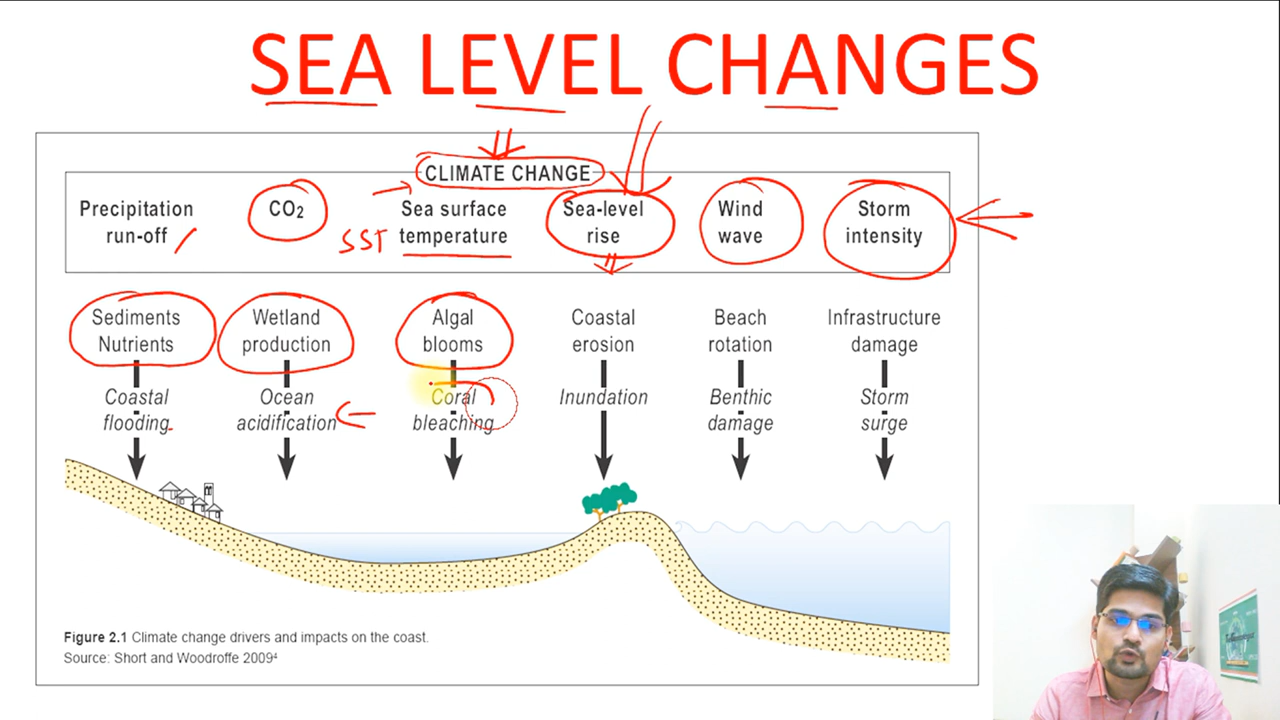 SEA LEVEL CHANGES
CLIMATE CHANGE
Precipitation run-off
CO₂
Sea surface temperature
SST
Sea-level rise
Wind wave
Storm intensity
Sediments Nutrients
Wetland production
Algal blooms
Coastal erosion
Beach rotation
Infrastructure damage
Coastal flooding
Ocean acidification
Coral bleaching
Inundation
Benthic damage
Storm surge
Figure 2.1 Climate change drivers and impacts on the coast.
Source: Short and Woodroffe 2009⁴